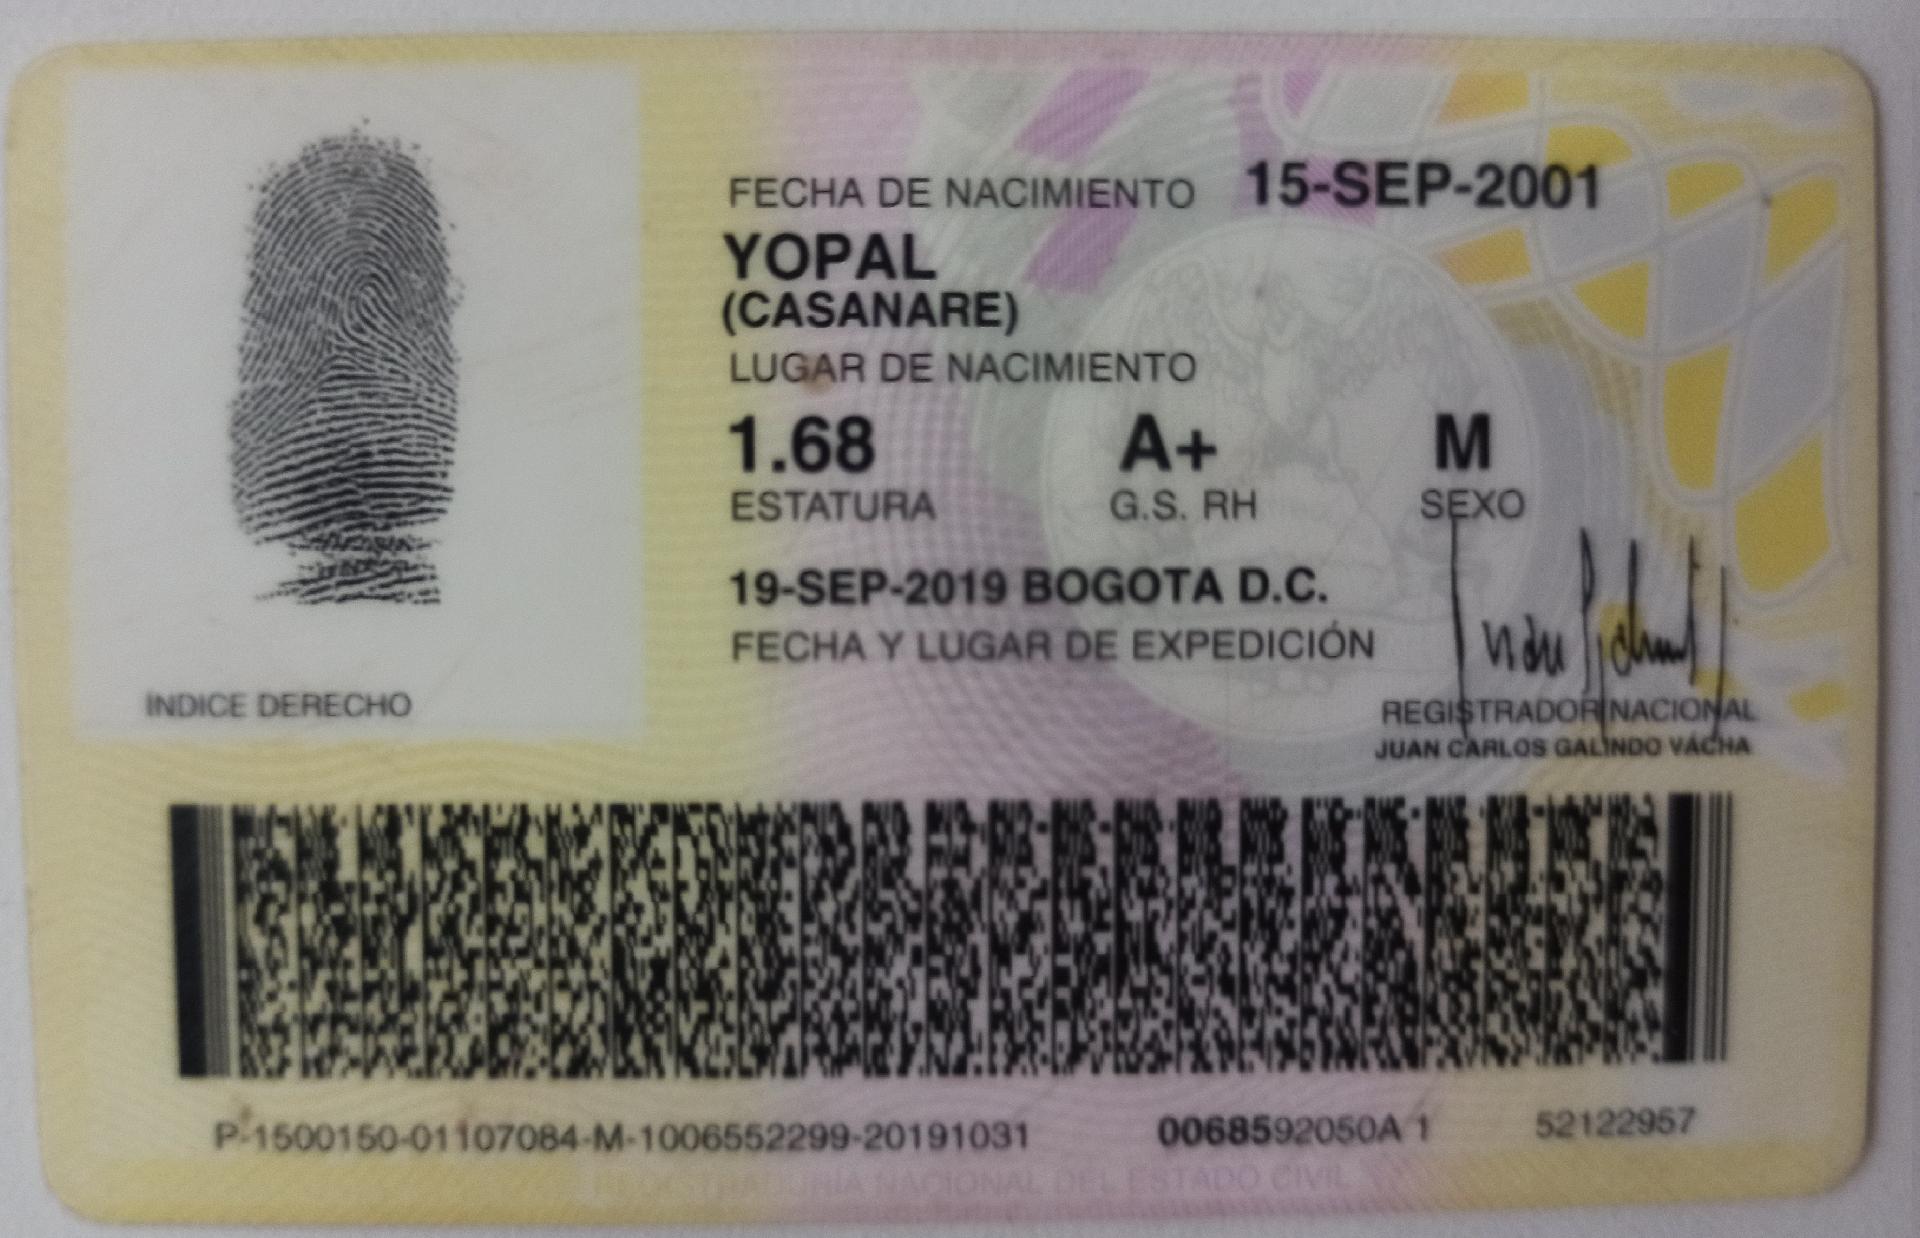 FECHA DE NACIMIENTO 15-SEP-2001
YOPAL
(CASANARE)
LUGAR DE NACIMIENTO
1.68 A+ M
ESTATURA G.S. RH SEXO
19-SEP-2019 BOGOTA D.C.
FECHA Y LUGAR DE EXPEDICIÓN
INDICE DERECHO
REGISTRADOR NACIONAL
JUAN CARLOS GALINDO VÁCHA
P-1500150-01107084-M-1006552299-20191031 0068592050A 1 52122957
REGISTRADURIA NACIONAL DEL ESTADO CIVIL